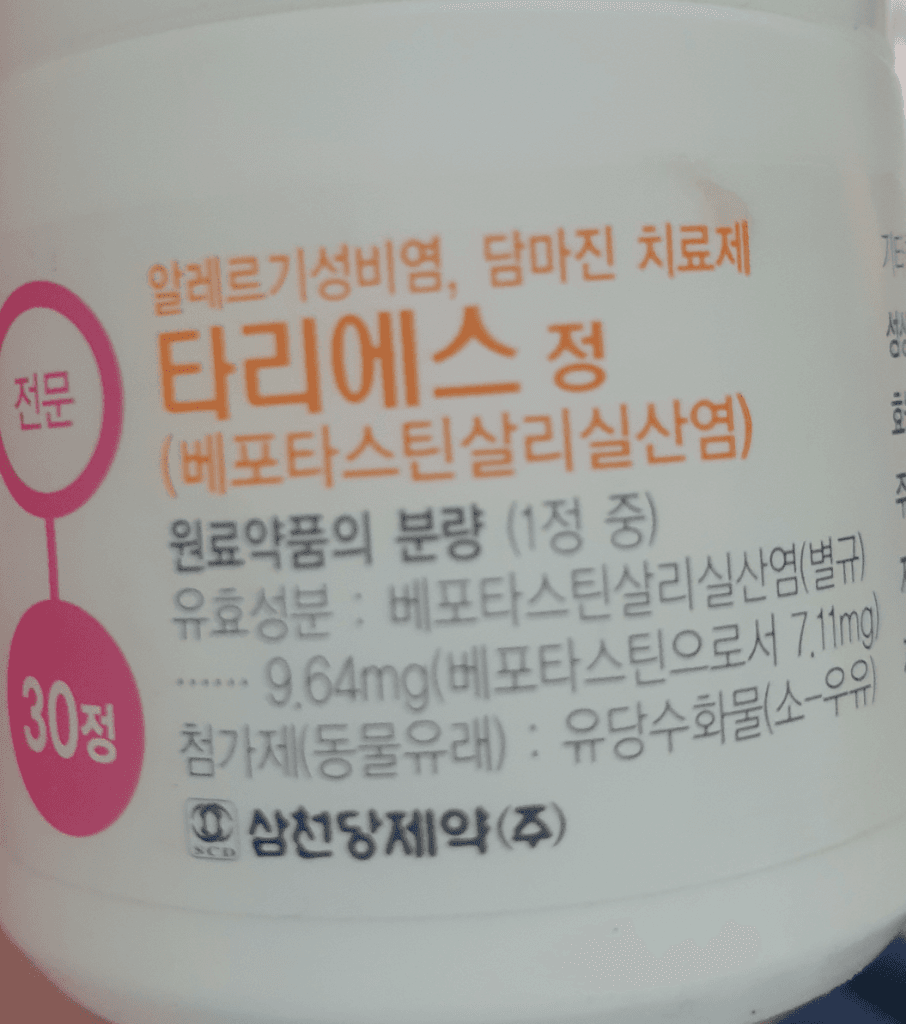 알레르기성비염, 담마진 치료제
전문
타리에스 정
(베포타스틴살리실산염)
원료약품의 분량 (1정 중)
유효성분 : 베포타스틴살리실산염(별규)
...... 9.64mg(베포타스틴으로서 7.11mg)
30정
첨가제(동물유래) : 유당수화물(소-우유)
SCD 삼천당제약(주)